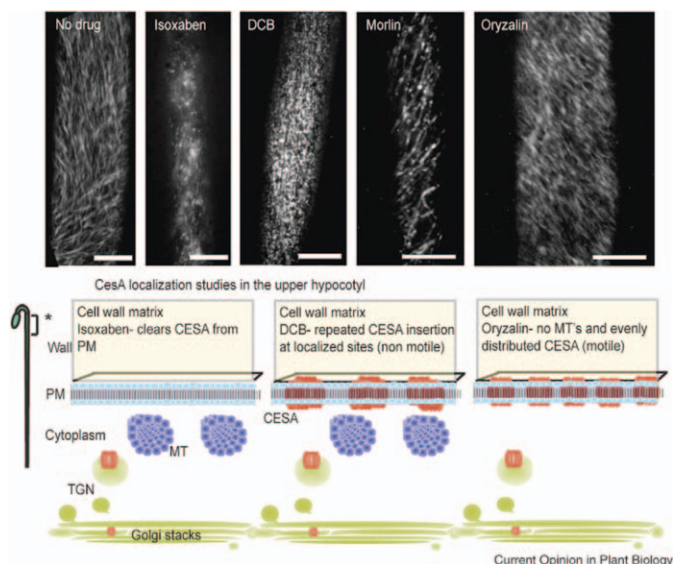 No drug
Isoxaben
DCB
Morlin
Oryzalin
CesA localization studies in the upper hypocotyl
*
Wall
Cell wall matrix
Isoxaben- clears CESA from
PM
Cell wall matrix
DCB- repeated CESA insertion
at localized sites (non motile)
Cell wall matrix
Oryzalin- no MT's and evenly
distributed CESA (motile)
PM
CESA
Cytoplasm
MT
TGN
Golgi stacks
Current Opinion in Plant Biology